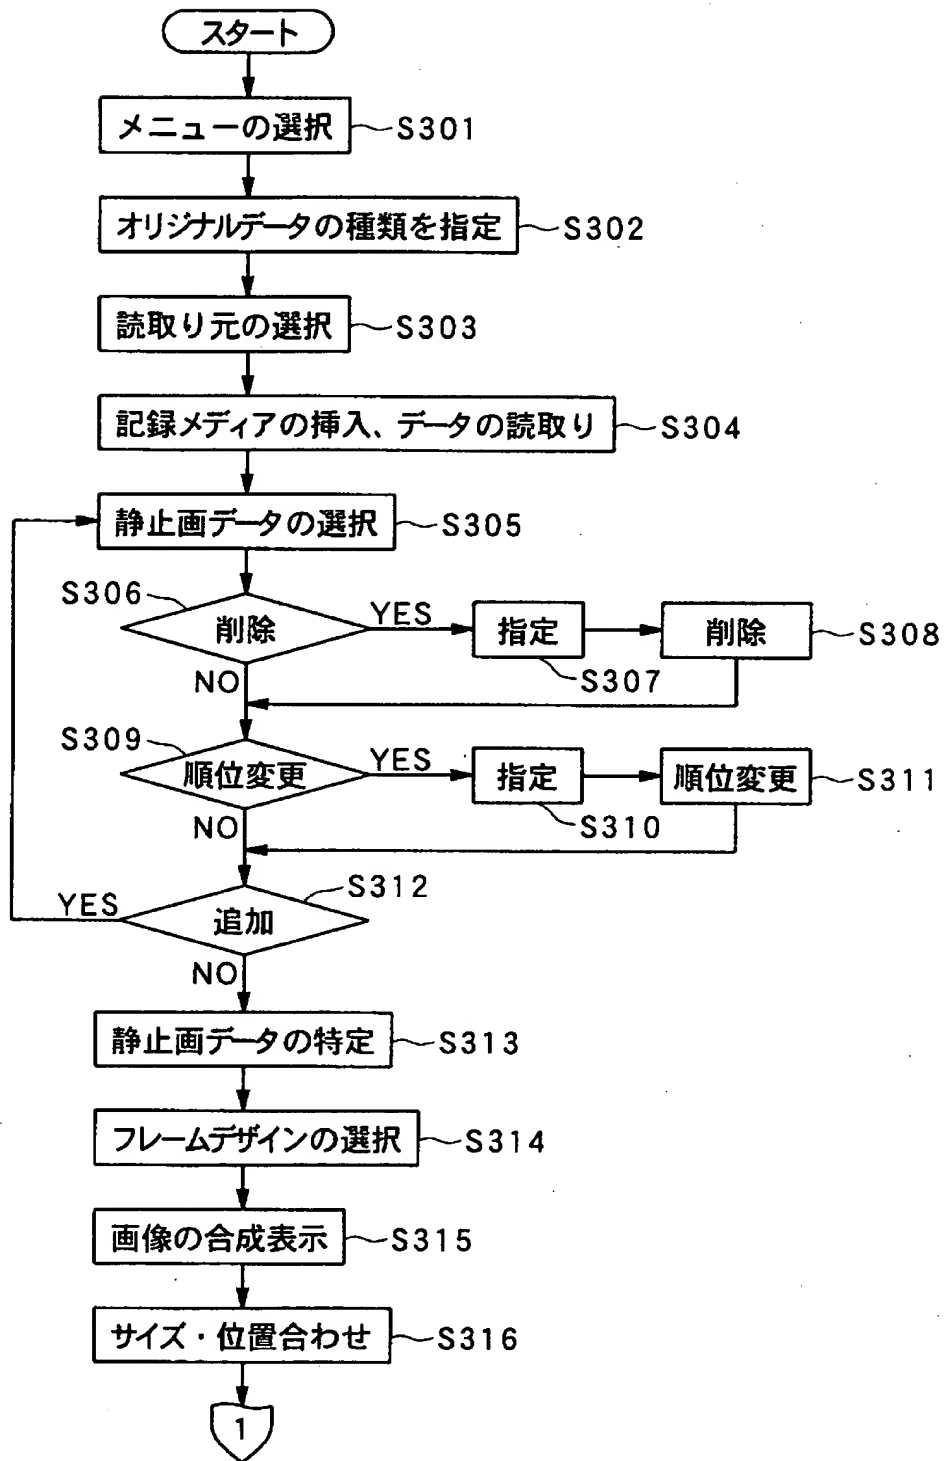 スタート
メニューの選択 S301
オリジナルデータの種類を指定 S302
読取り元の選択 S303
記録メディアの挿入、データの読取り S304
静止画データの選択 S305
S306 削除 YES 指定 削除 S308
NO S307
S309 順位変更 YES 指定 順位変更 S311
NO S310
S312
YES 追加
NO
静止画データの特定 S313
フレームデザインの選択 S314
画像の合成表示 S315
サイズ・位置合わせ S316
1